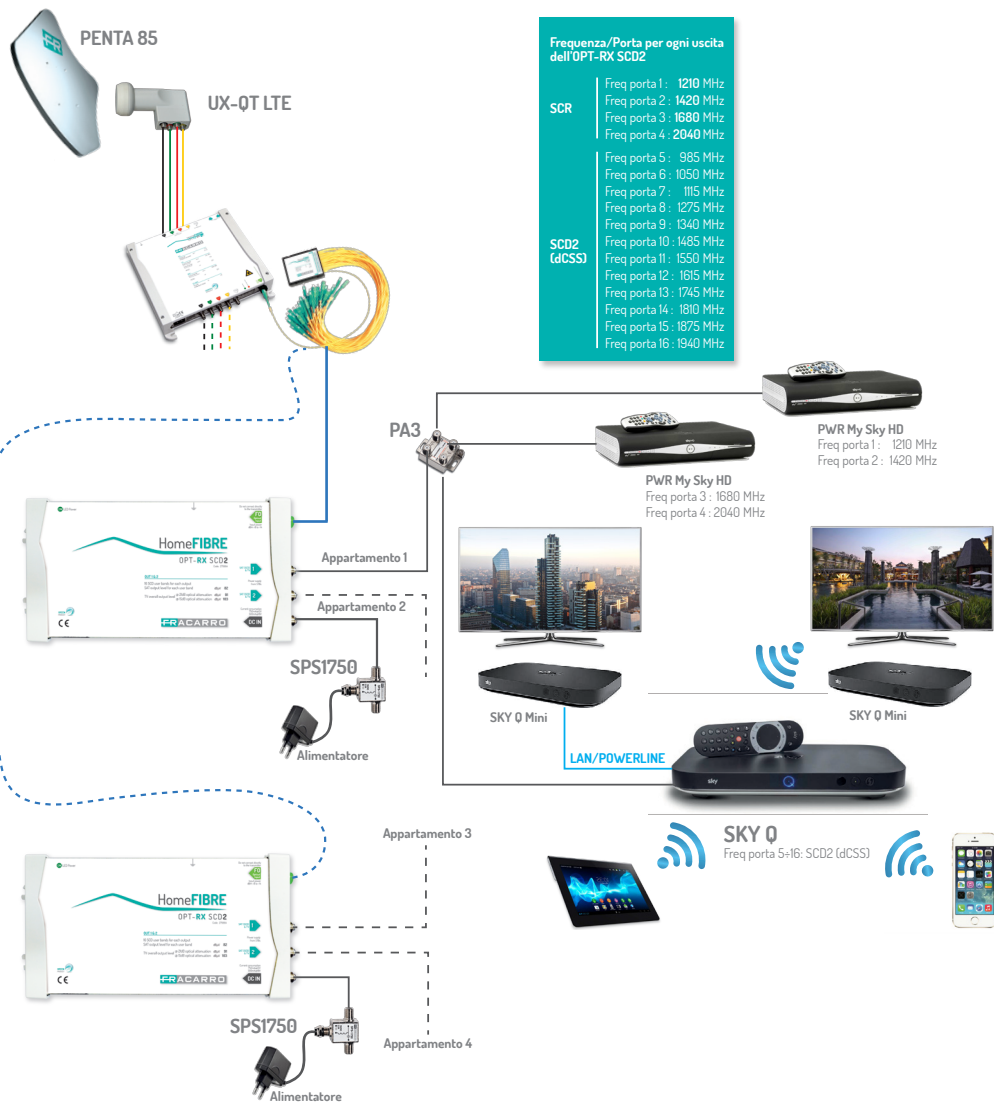 PENTA 85
UX-QT LTE
FRACARRO
Frequenza/Porta per ogni uscita
dell'OPT-RX SCD2
SCR
Freq porta 1 : 1210 MHz
Freq porta 2 : 1420 MHz
Freq porta 3 : 1680 MHz
Freq porta 4 : 2040 MHz
SCD2
(dCSS)
Freq porta 5 : 985 MHz
Freq porta 6 : 1050 MHz
Freq porta 7 : 1115 MHz
Freq porta 8 : 1275 MHz
Freq porta 9 : 1340 MHz
Freq porta 10 : 1485 MHz
Freq porta 11 : 1550 MHz
Freq porta 12 : 1615 MHz
Freq porta 13 : 1745 MHz
Freq porta 14 : 1810 MHz
Freq porta 15 : 1875 MHz
Freq porta 16 : 1940 MHz
PA3
PWR My Sky HD
Freq porta 1 : 1210 MHz
Freq porta 2 : 1420 MHz
PWR My Sky HD
Freq porta 3 : 1680 MHz
Freq porta 4 : 2040 MHz
HomeFIBRE
OPT-RX SCD2
1
2
DC IN
CE
FRACARRO
Appartamento 1
Appartamento 2
SPS1750
Alimentatore
SKY Q Mini
SKY Q Mini
LAN/POWERLINE
sky
SKY Q
Freq porta 5÷16: SCD2 (dCSS)
Appartamento 3
HomeFIBRE
OPT-RX SCD2
1
2
DC IN
CE
FRACARRO
SPS1750
Appartamento 4
Alimentatore